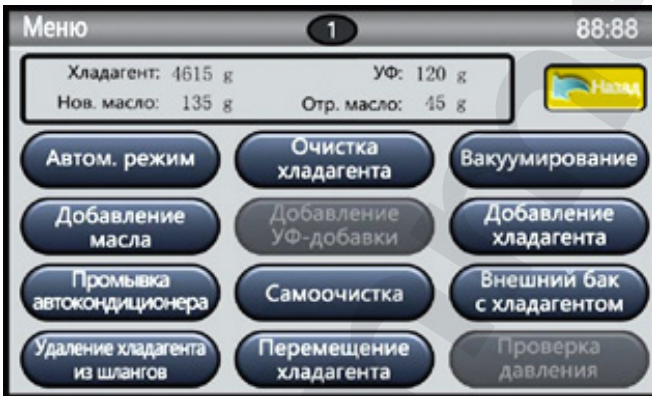 Меню 1 88:88
Хладагент: 4615 g УФ: 120 g
Нов. масло: 135 g Отр. масло: 45 g
Назад
Автом. режим
Очистка
хладагента
Вакуумирование
Добавление
масла
Добавление
УФ-добавки
Добавление
хладагента
Промывка
автокондиционера
Самоочистка
Внешний бак
с хладагентом
Удаление хладагента
из шлангов
Перемещение
хладагента
Проверка
давления